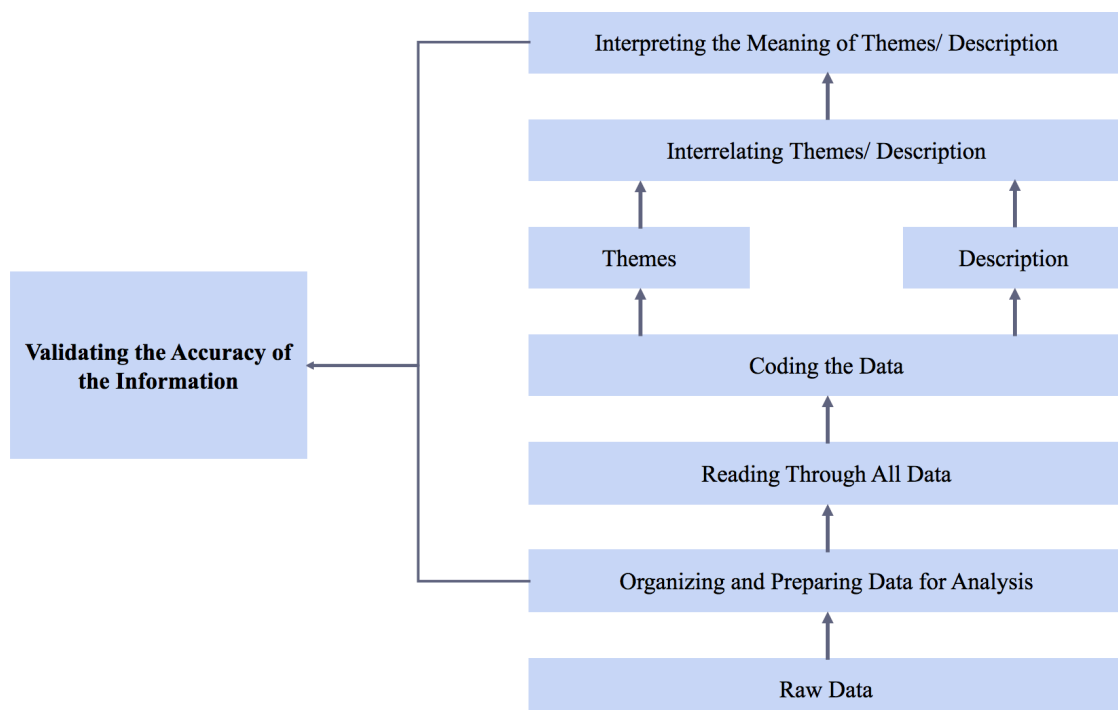 Interpreting the Meaning of Themes/ Description
Interrelating Themes/ Description
Themes
Description
Validating the Accuracy of
the Information
Coding the Data
Reading Through All Data
Organizing and Preparing Data for Analysis
Raw Data